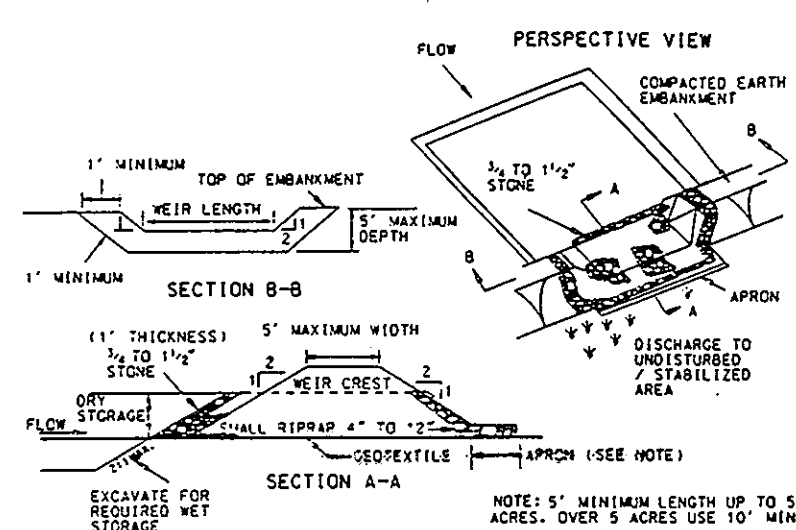 PERSPECTIVE VIEW
FLOW
COMPACTED EARTH
EMBANKMENT
B
3/4 TO 1 1/2"
STONE
A
B
A
APRON
DISCHARGE TO
UNDISTURBED
/ STABILIZED
AREA
1' MINIMUM
TOP OF EMBANKMENT
WEIR LENGTH
1
2
5' MAXIMUM
DEPTH
1' MINIMUM
SECTION B-B
(1' THICKNESS)
3/4 TO 1 1/2"
STONE
5' MAXIMUM WIDTH
2
1
WEIR CREST
2
1
DRY
STORAGE
FLOW
SMALL RIPRAP 4" TO 12"
2:1 MAX.
GEOTEXTILE
APRON (SEE NOTE)
SECTION A-A
EXCAVATE FOR
REQUIRED WET
STORAGE
NOTE: 5' MINIMUM LENGTH UP TO 5
ACRES. OVER 5 ACRES USE 10' MIN